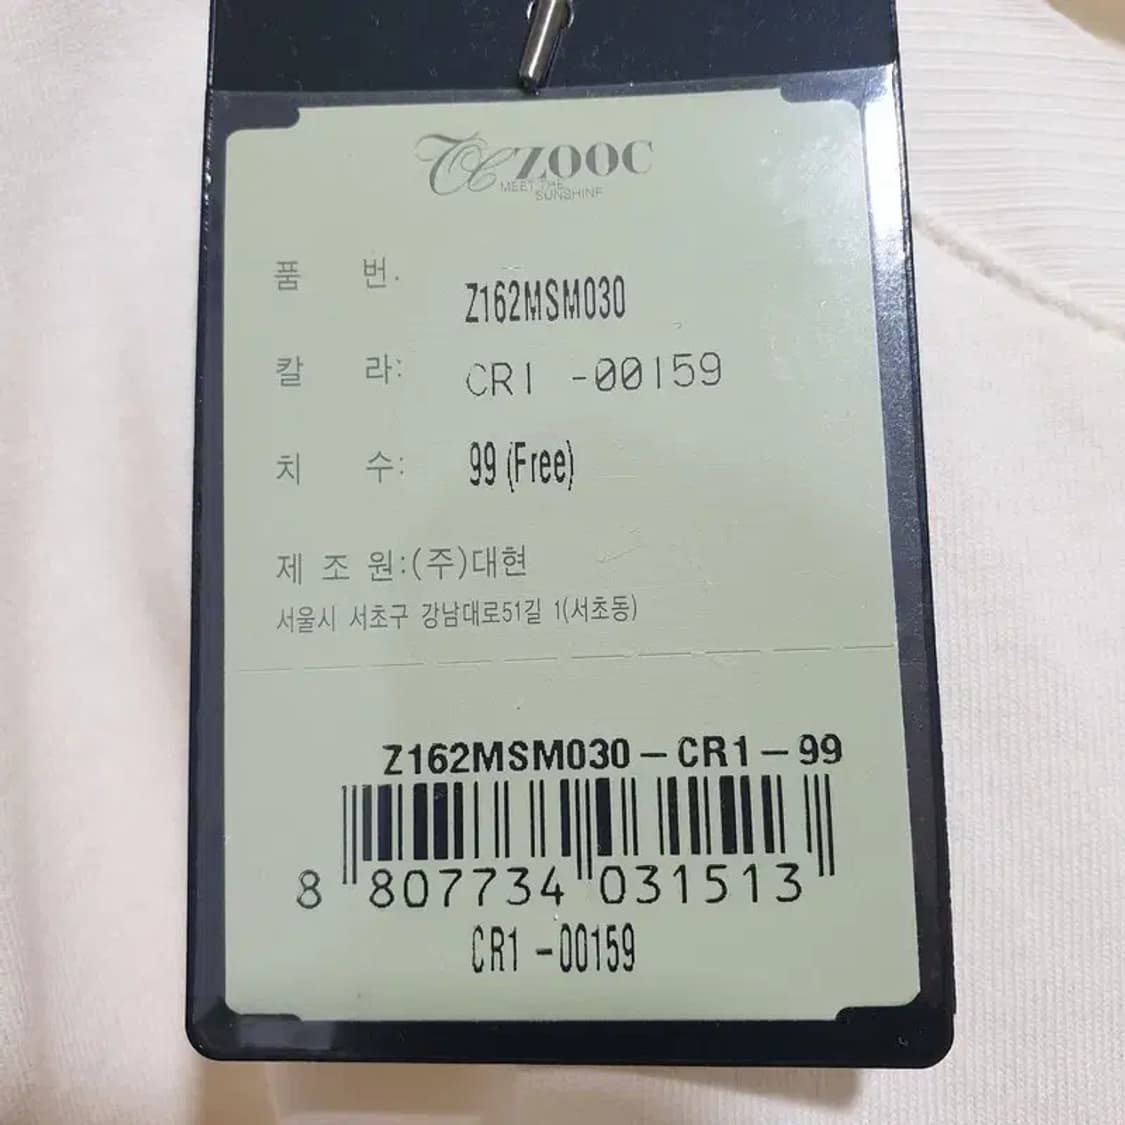 ZOOC
MEET THE
SUNSHINE
품 번.
Z162MSM030
칼 라: CR1 -00159
치 수: 99 (Free)
제 조 원:(주)대현
서울시 서초구 강남대로51길 1(서초동)
Z162MSM030-CR1-99
8 807734 031513
CR1 -00159